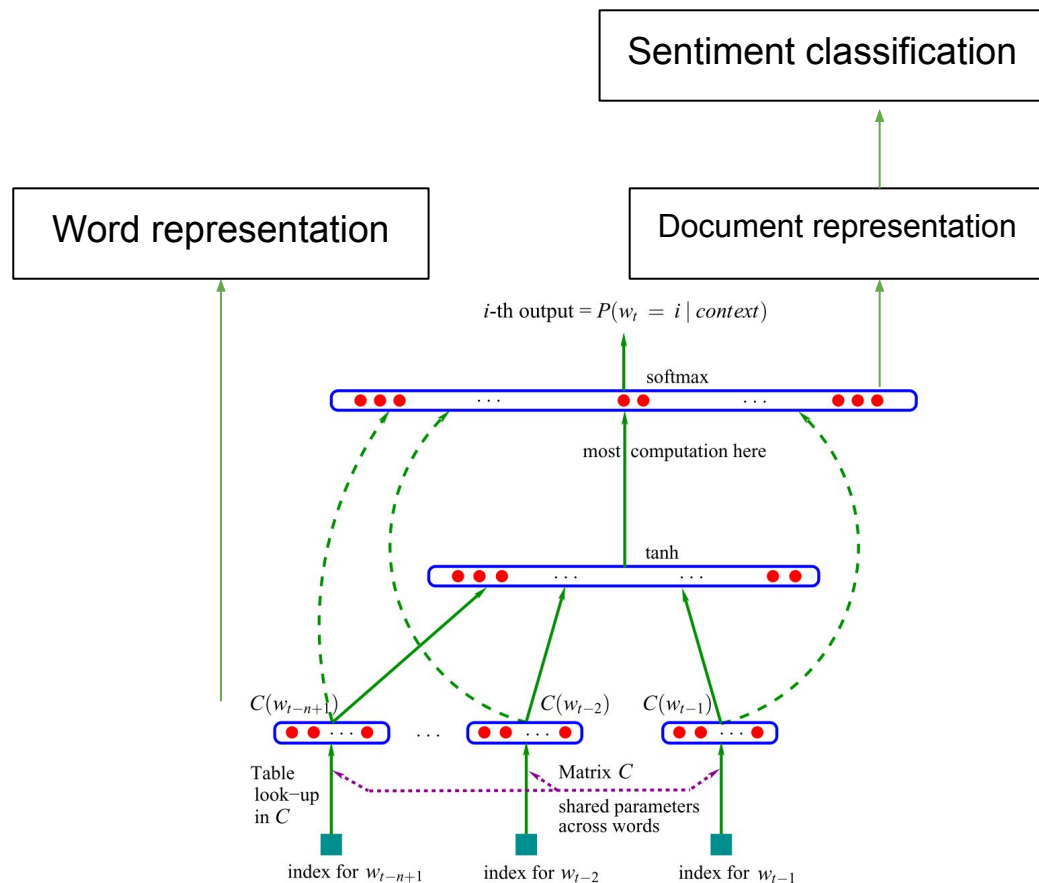 Sentiment classification
Word representation
Document representation
i-th output = P(w_t = i | context)
softmax
· · ·
· · ·
most computation here
tanh
· · ·
· · ·
C(w_{t−n+1})
C(w_{t−2})
C(w_{t−1})
· · ·
· · ·
· · ·
· · ·
Table
look−up
in C
Matrix C
shared parameters
across words
index for w_{t−n+1}
index for w_{t−2}
index for w_{t−1}